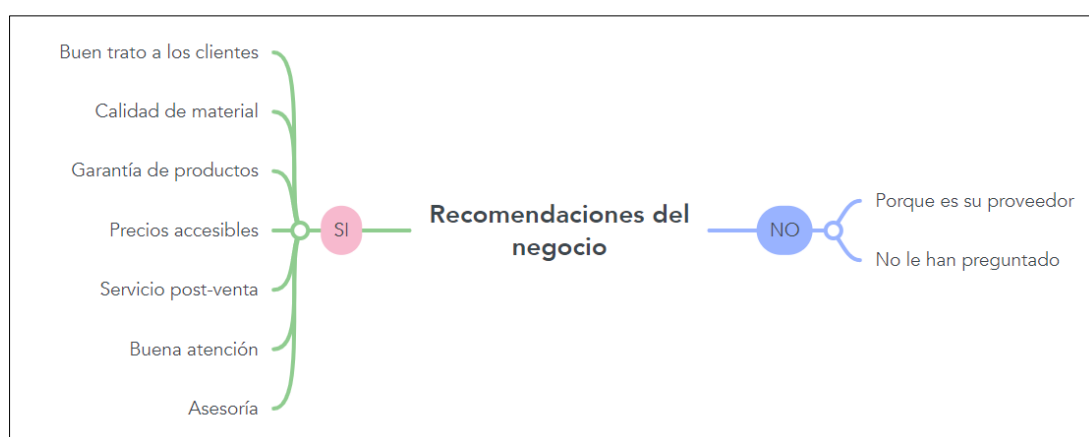 Buen trato a los clientes
Calidad de material
Garantía de productos
Precios accesibles
Servicio post-venta
Buena atención
Asesoría
SI
Recomendaciones del
negocio
NO
Porque es su proveedor
No le han preguntado